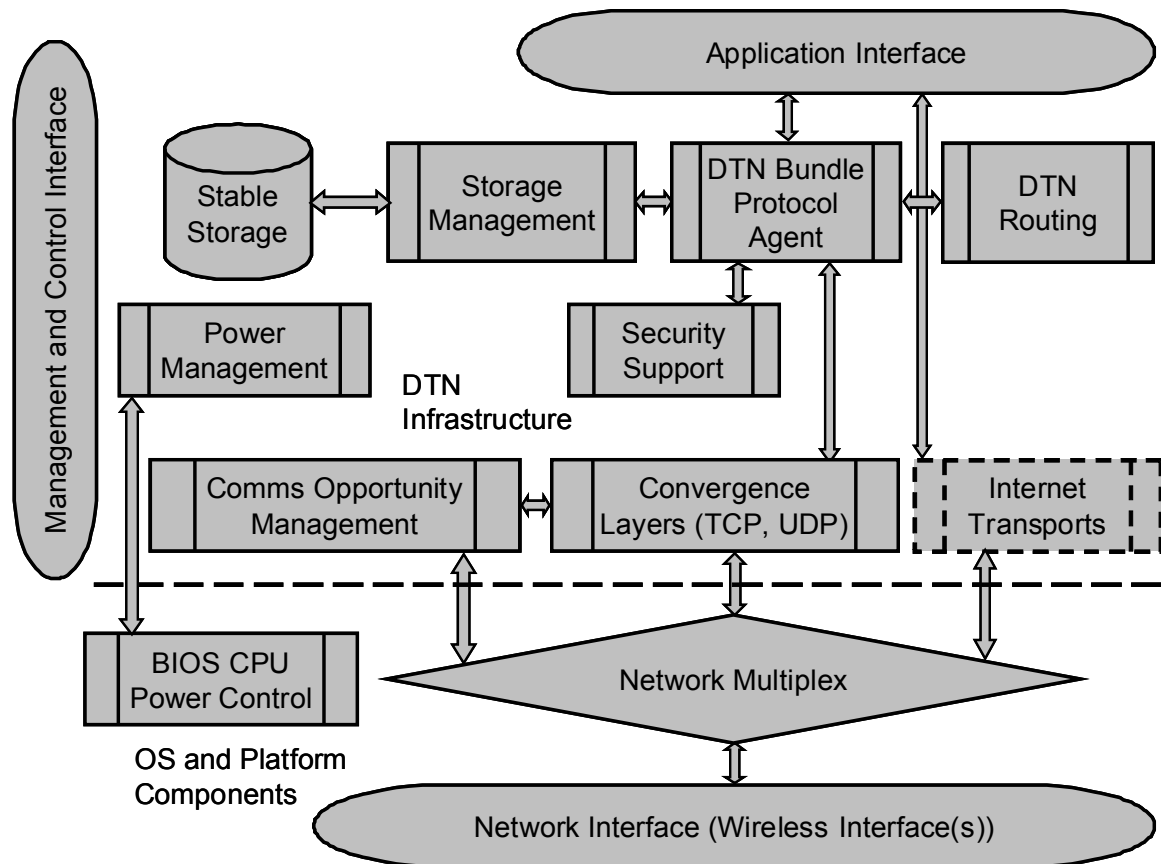 Application Interface
Management and Control Interface
Stable
Storage
Storage
Management
DTN Bundle
Protocol
Agent
DTN
Routing
Power
Management
Security
Support
DTN
Infrastructure
Comms Opportunity
Management
Convergence
Layers (TCP, UDP)
Internet
Transports
BIOS CPU
Power Control
Network Multiplex
OS and Platform
Components
Network Interface (Wireless Interface(s))